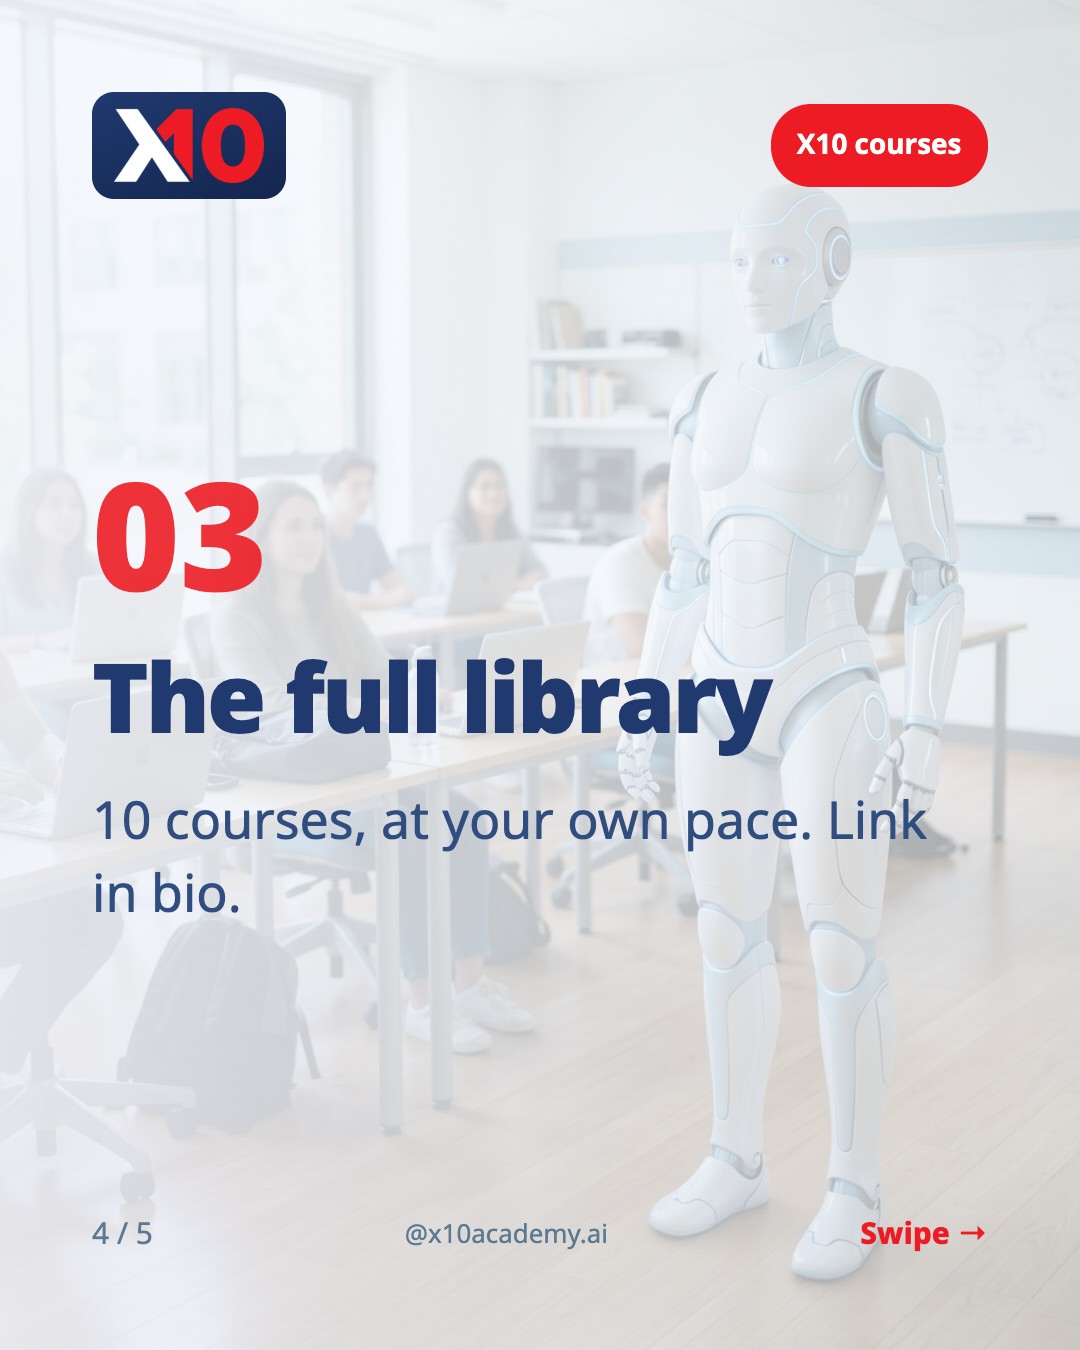 X10
X10 courses
03
The full library
10 courses, at your own pace. Link
in bio.
4 / 5
@x10academy.ai
Swipe →